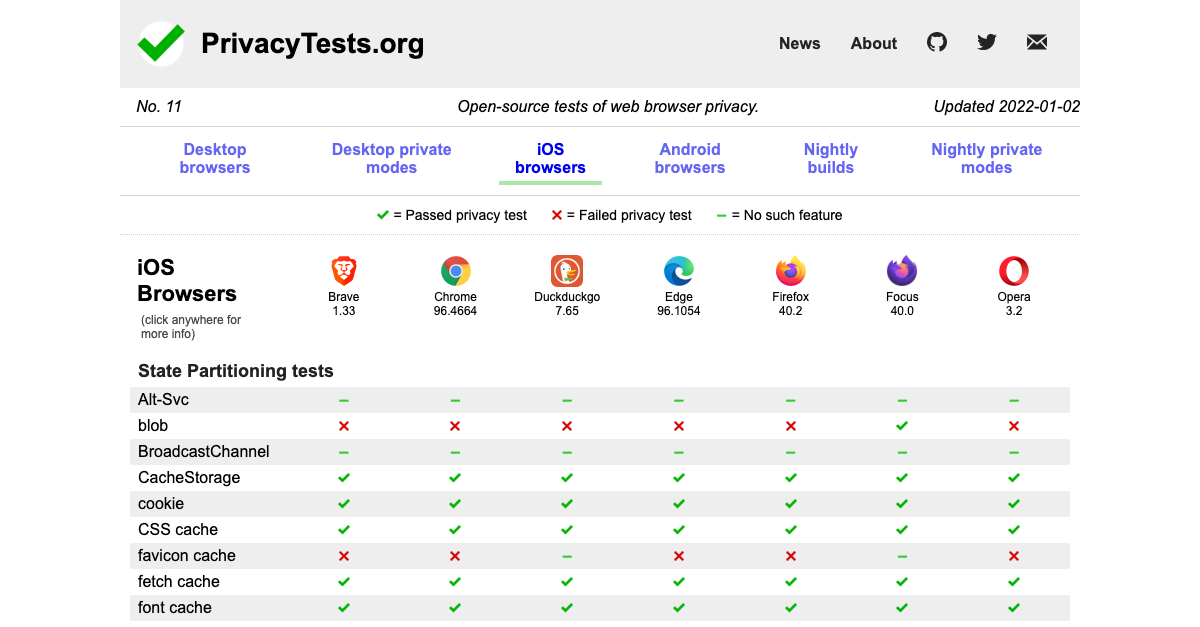 PrivacyTests.org
News About
No. 11 Open-source tests of web browser privacy. Updated 2022-01-02
Desktop browsers Desktop private modes iOS browsers Android browsers Nightly builds Nightly private modes
= Passed privacy test = Failed privacy test = No such feature
iOS
Browsers
(click anywhere for
more info)
Brave Chrome Duckduckgo Edge Firefox Focus Opera
1.33 96.4664 7.65 96.1054 40.2 40.0 3.2
State Partitioning tests
Alt-Svc
blob
BroadcastChannel
CacheStorage
cookie
CSS cache
favicon cache
fetch cache
font cache